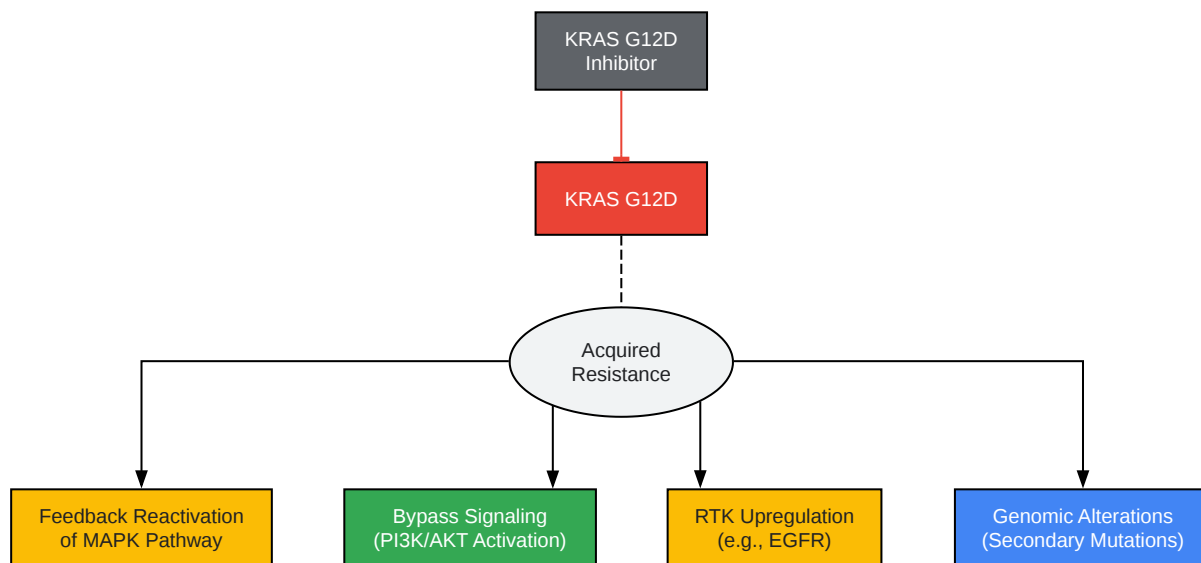 KRAS G12D
Inhibitor
KRAS G12D
Acquired
Resistance
Feedback Reactivation
of MAPK Pathway
Bypass Signaling
(PI3K/AKT Activation)
RTK Upregulation
(e.g., EGFR)
Genomic Alterations
(Secondary Mutations)